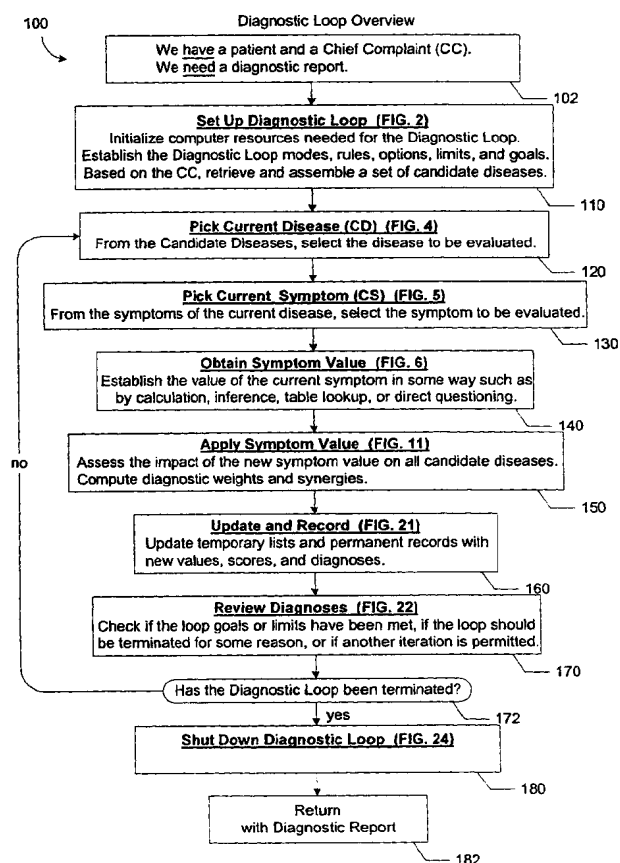 Diagnostic Loop Overview
100
We have a patient and a Chief Complaint (CC).
We need a diagnostic report.
102
Set Up Diagnostic Loop (FIG. 2)
Initialize computer resources needed for the Diagnostic Loop.
Establish the Diagnostic Loop modes, rules, options, limits, and goals.
Based on the CC, retrieve and assemble a set of candidate diseases.
110
Pick Current Disease (CD) (FIG. 4)
From the Candidate Diseases, select the disease to be evaluated.
120
Pick Current Symptom (CS) (FIG. 5)
From the symptoms of the current disease, select the symptom to be evaluated.
130
Obtain Symptom Value (FIG. 6)
Establish the value of the current symptom in some way such as
by calculation, inference, table lookup, or direct questioning.
140
Apply Symptom Value (FIG. 11)
Assess the impact of the new symptom value on all candidate diseases.
Compute diagnostic weights and synergies.
150
no
Update and Record (FIG. 21)
Update temporary lists and permanent records with
new values, scores, and diagnoses.
160
Review Diagnoses (FIG. 22)
Check if the loop goals or limits have been met, if the loop should
be terminated for some reason, or if another iteration is permitted.
170
Has the Diagnostic Loop been terminated?
172
yes
Shut Down Diagnostic Loop (FIG. 24)
180
Return
with Diagnostic Report
182